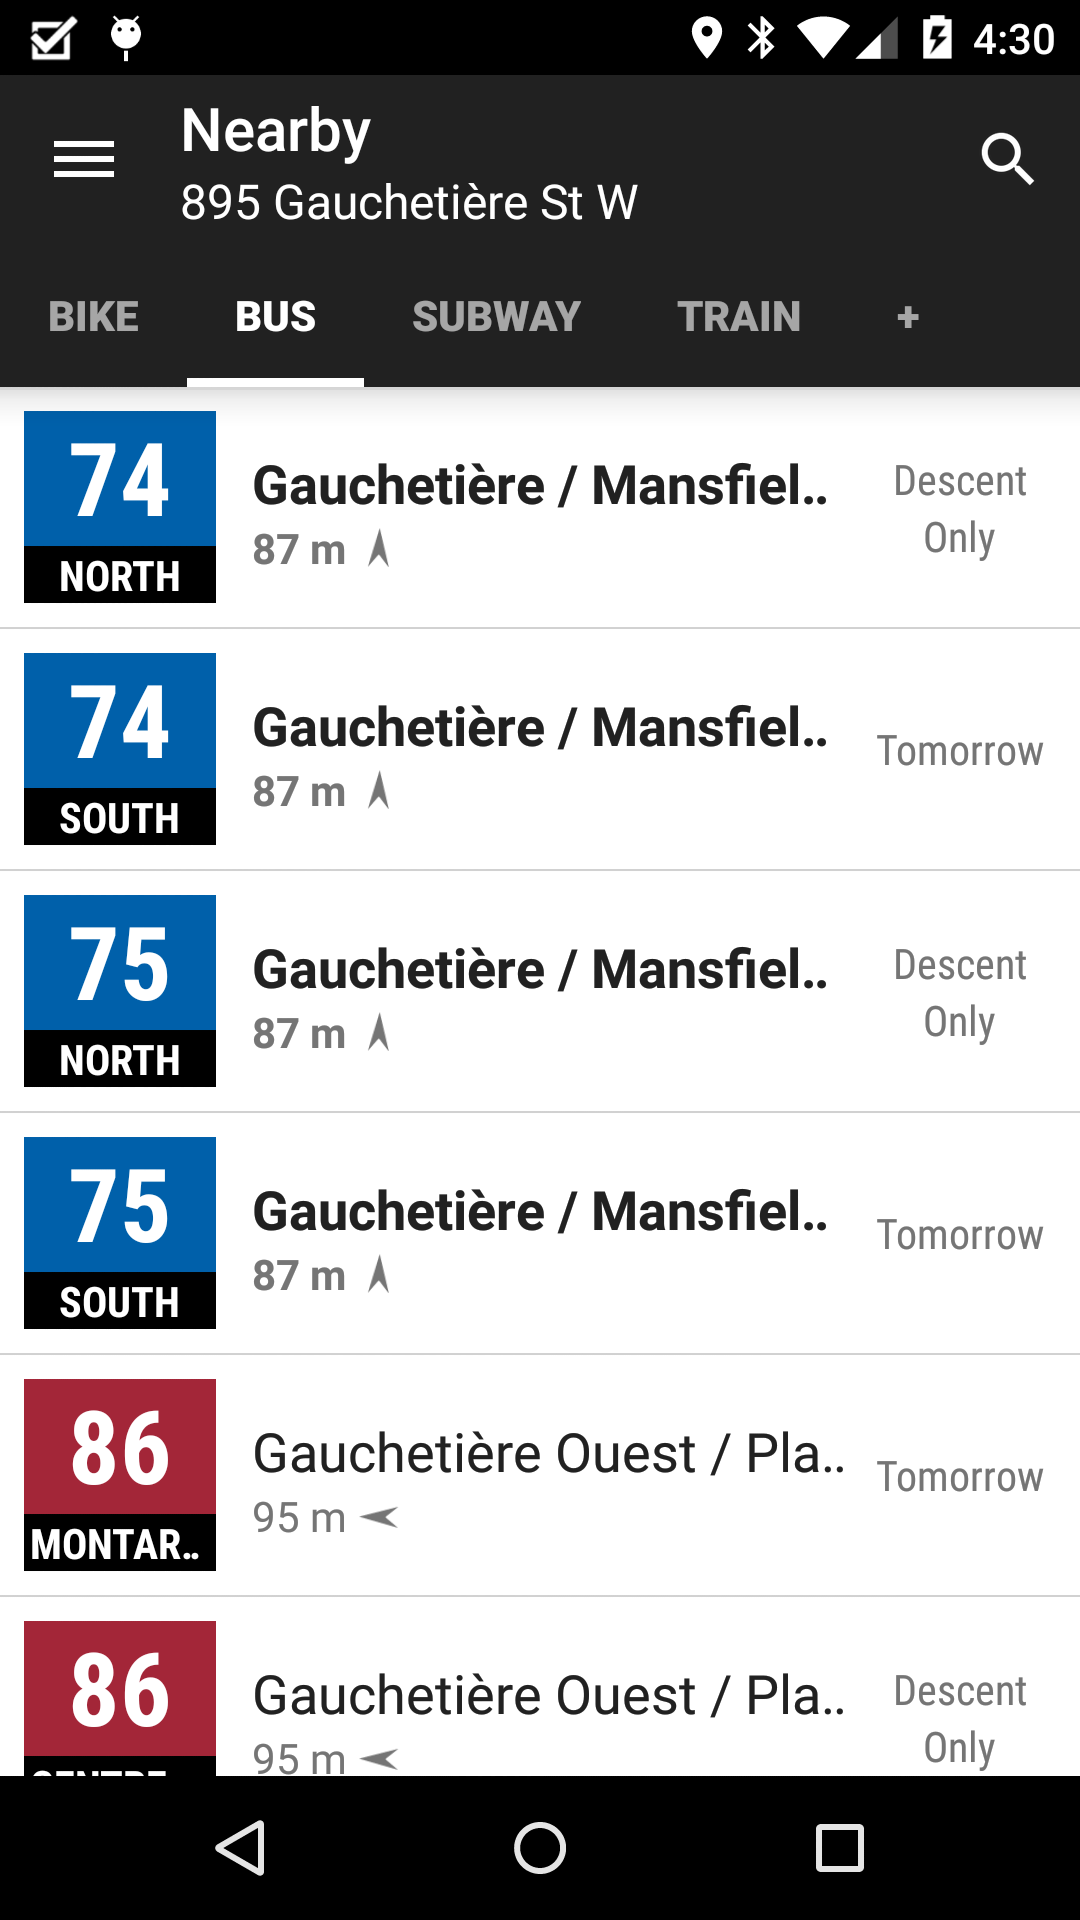 4:30
Nearby
895 Gauchetière St W
BIKE BUS SUBWAY TRAIN +
74
NORTH
Gauchetière / Mansfiel..
87 m
Descent
Only
74
SOUTH
Gauchetière / Mansfiel..
87 m
Tomorrow
75
NORTH
Gauchetière / Mansfiel..
87 m
Descent
Only
75
SOUTH
Gauchetière / Mansfiel..
87 m
Tomorrow
86
MONTAR..
Gauchetière Ouest / Pla..
95 m
Tomorrow
86
Gauchetière Ouest / Pla..
95 m
Descent
Only